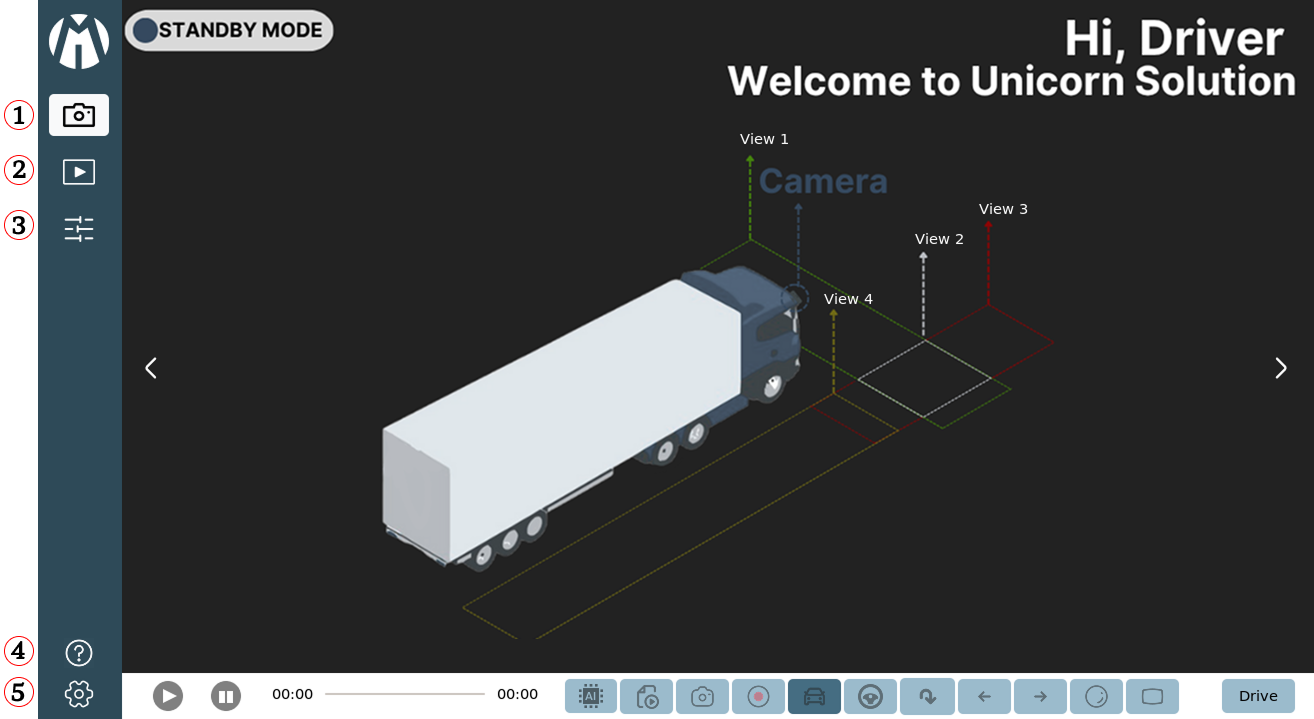 STANDBY MODE
Hi, Driver
Welcome to Unicorn Solution
1
View 1
2
Camera
View 3
3
View 2
View 4
4
5
00:00
00:00
AI
Drive